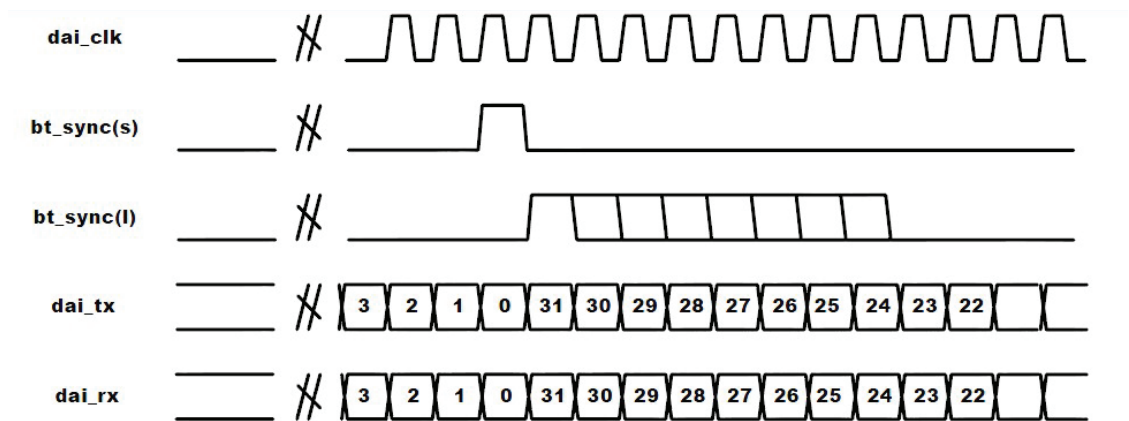 dai_clk
bt_sync(s)
bt_sync(l)
dai_tx 3 2 1 0 31 30 29 28 27 26 25 24 23 22
dai_rx 3 2 1 0 31 30 29 28 27 26 25 24 23 22